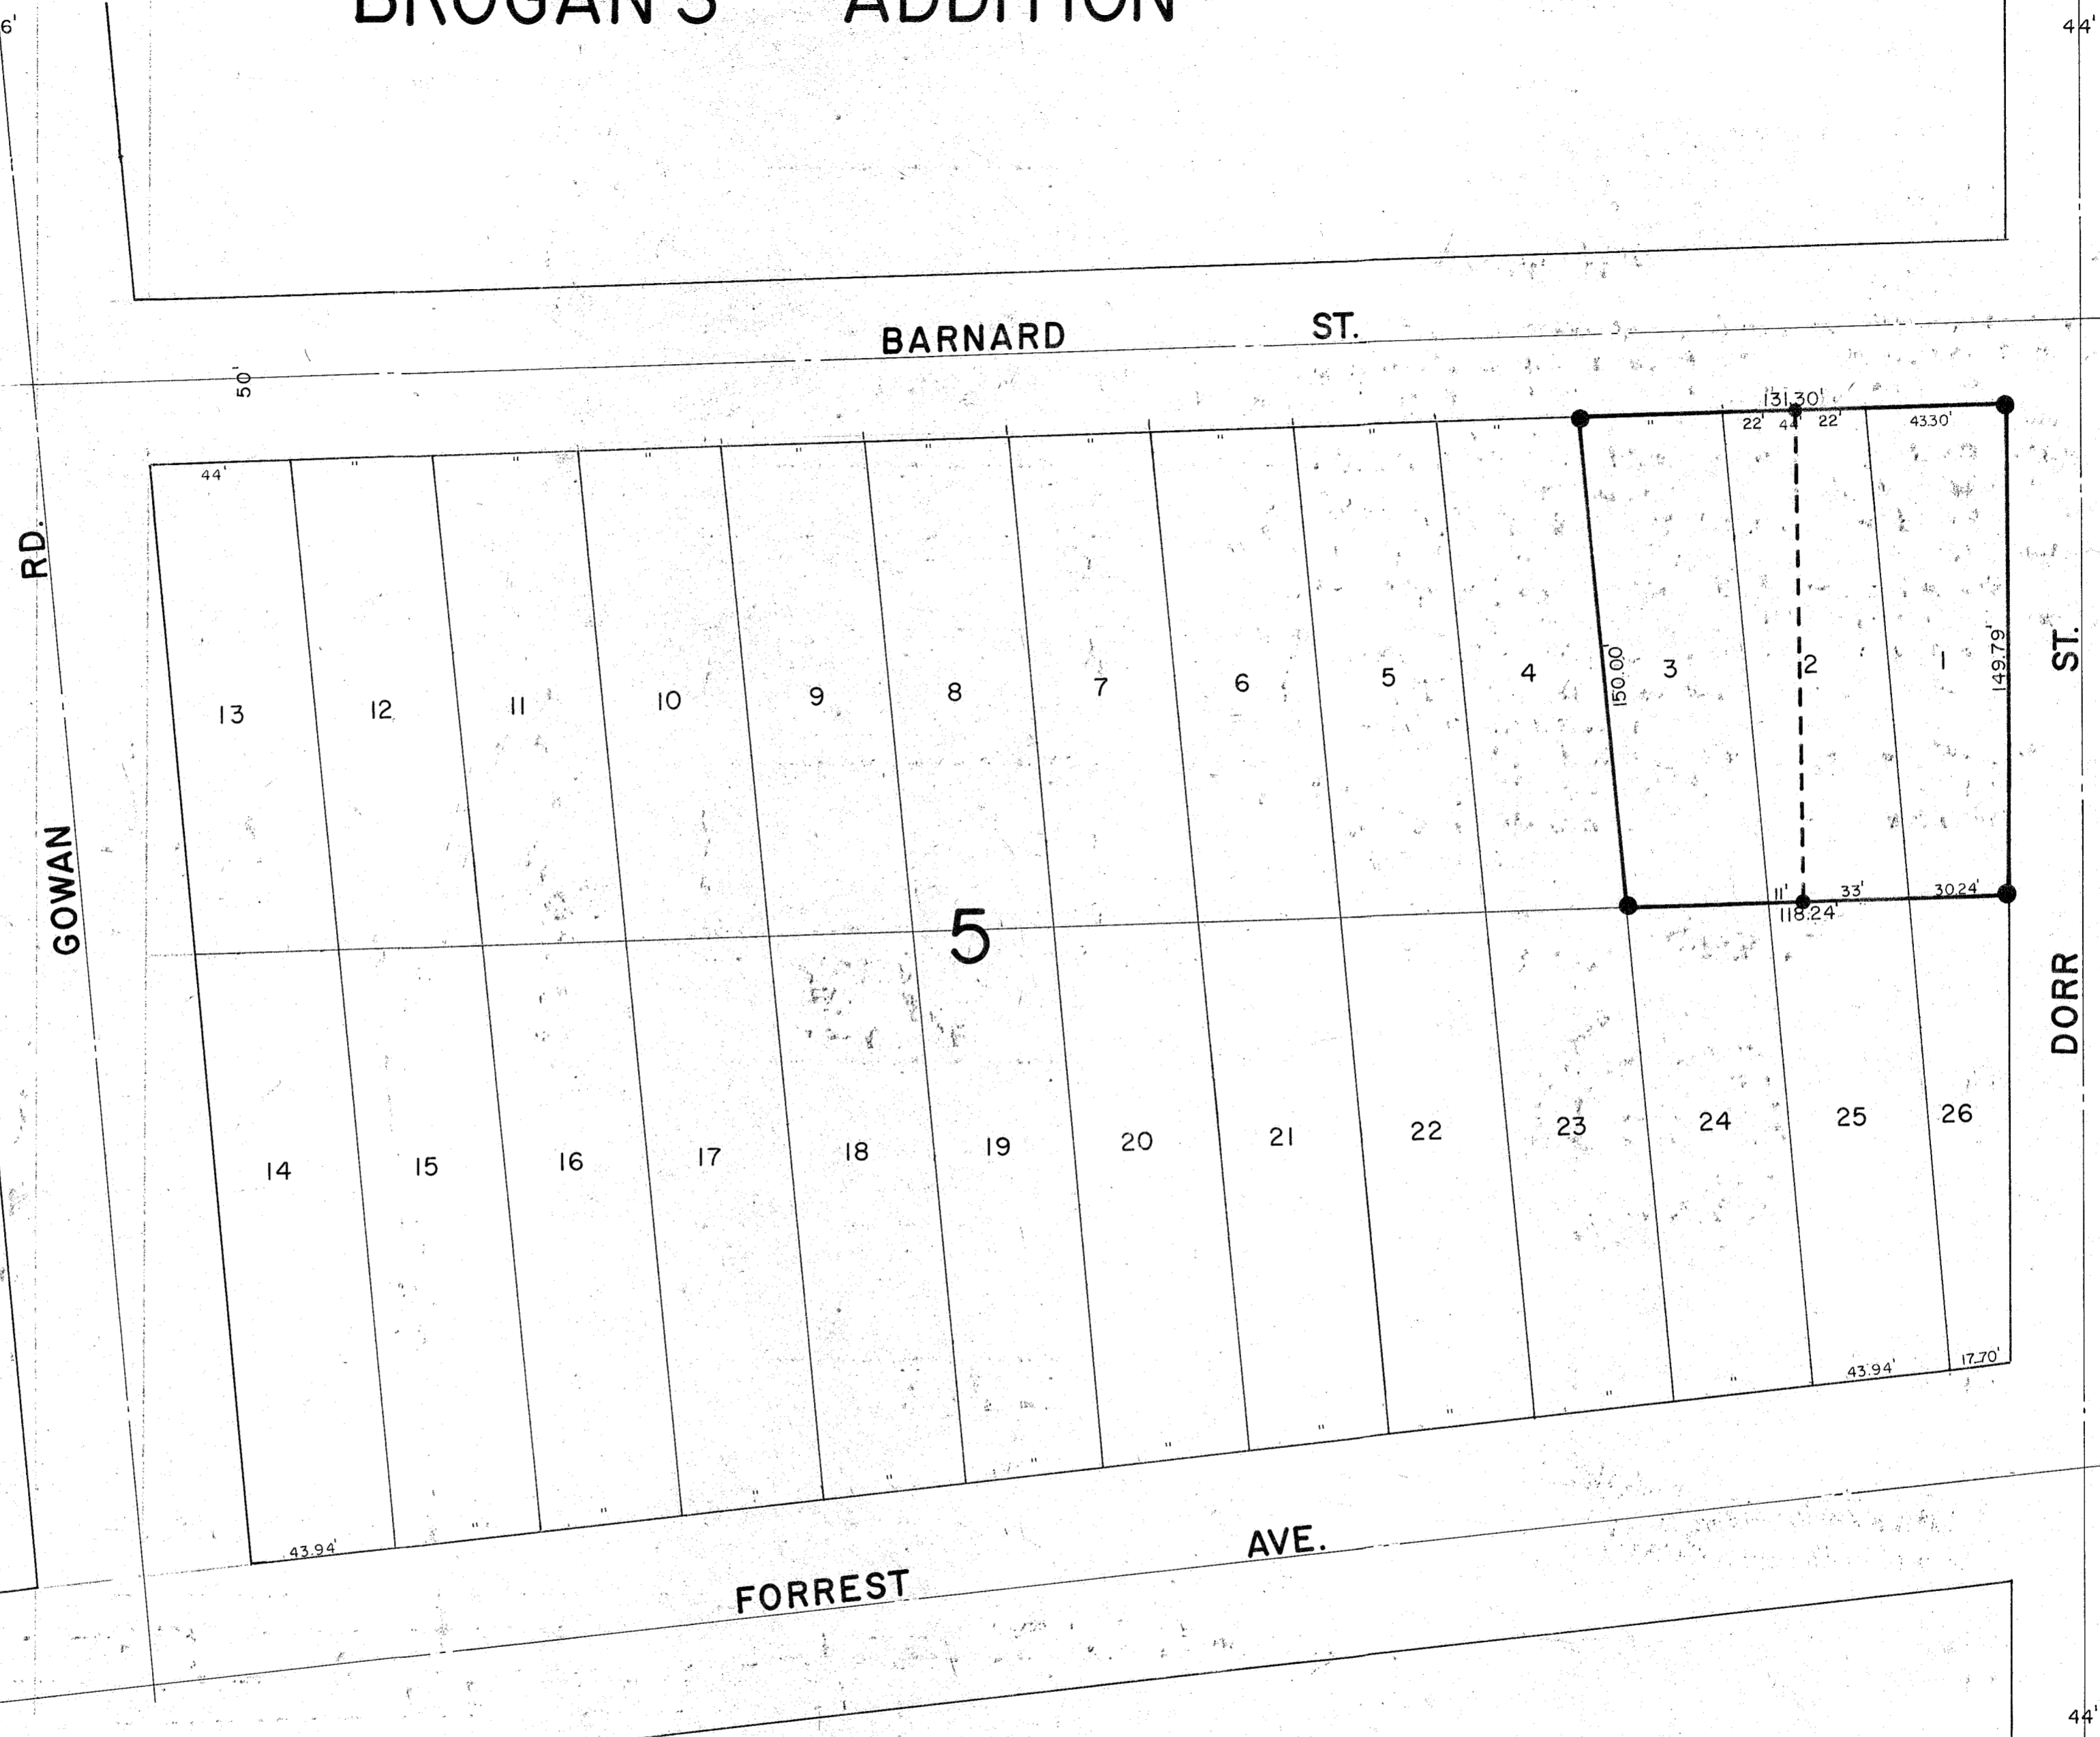 BROGAN'S ADDITION
6'
44'
BARNARD ST.
50'
131.30'
22' 44' 22'
43.30'
44' " " " " " " " " " "
RD.
GOWAN
13 12 11 10 9 8 7 6 5 4 3 2 1
150.00'
149.79'
ST.
DORR
11' 33' 30.24'
118.24'
5
14 15 16 17 18 19 20 21 22 23 24 25 26
43.94' " " " " " " " " " " 43.94' 17.70'
FORREST AVE.
44'